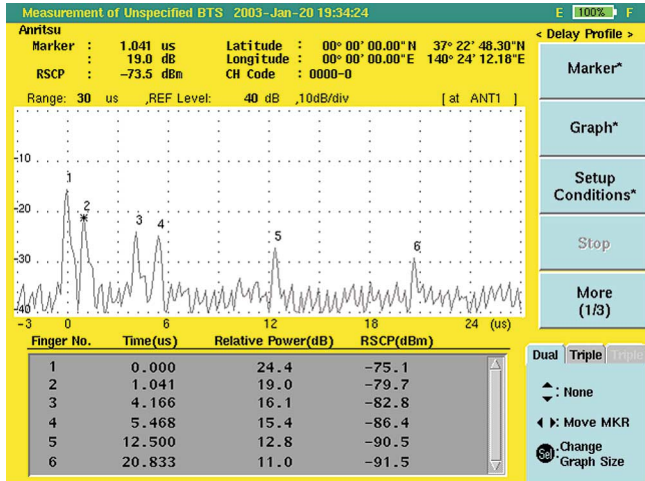 Measurement of Unspecified BTS 2003-Jan-20 19:34:24 E 100% F
Anritsu
< Delay Profile >
Marker : 1.041 us Latitude : 00° 00' 00.00"N 37° 22' 48.30"N
: 19.0 dB Longitude : 00° 00' 00.00"E 140° 24' 12.18"E
RSCP : -73.5 dBm CH Code : 0000-0
Range: 30 us ,REF Level: 40 dB ,10dB/div [ at ANT1 ]
-10
-20
-30
-40
1
2
3
4
5
6
-3 0 6 12 18 24 (us)
Finger No. Time(us) Relative Power(dB) RSCP(dBm)
1 0.000 24.4 -75.1
2 1.041 19.0 -79.7
3 4.166 16.1 -82.8
4 5.468 15.4 -86.4
5 12.500 12.8 -90.5
6 20.833 11.0 -91.5
Marker*
Graph*
Setup
Conditions*
Stop
More
(1/3)
Dual Triple Triple
: None
: Move MKR
Sel :Change
Graph Size